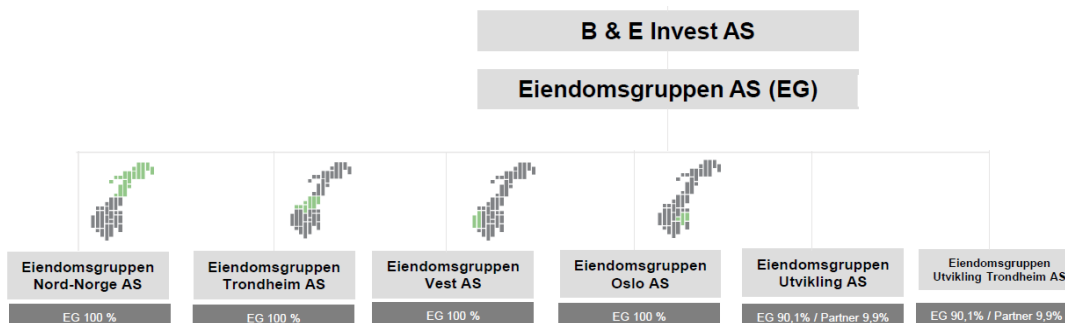 B & E Invest AS
Eiendomsgruppen AS (EG)
Eiendomsgruppen
Nord-Norge AS
EG 100 %
Eiendomsgruppen
Trondheim AS
EG 100 %
Eiendomsgruppen
Vest AS
EG 100 %
Eiendomsgruppen
Oslo AS
EG 100 %
Eiendomsgruppen
Utvikling AS
EG 90,1% / Partner 9,9%
Eiendomsgruppen
Utvikling Trondheim AS
EG 90,1% / Partner 9,9%